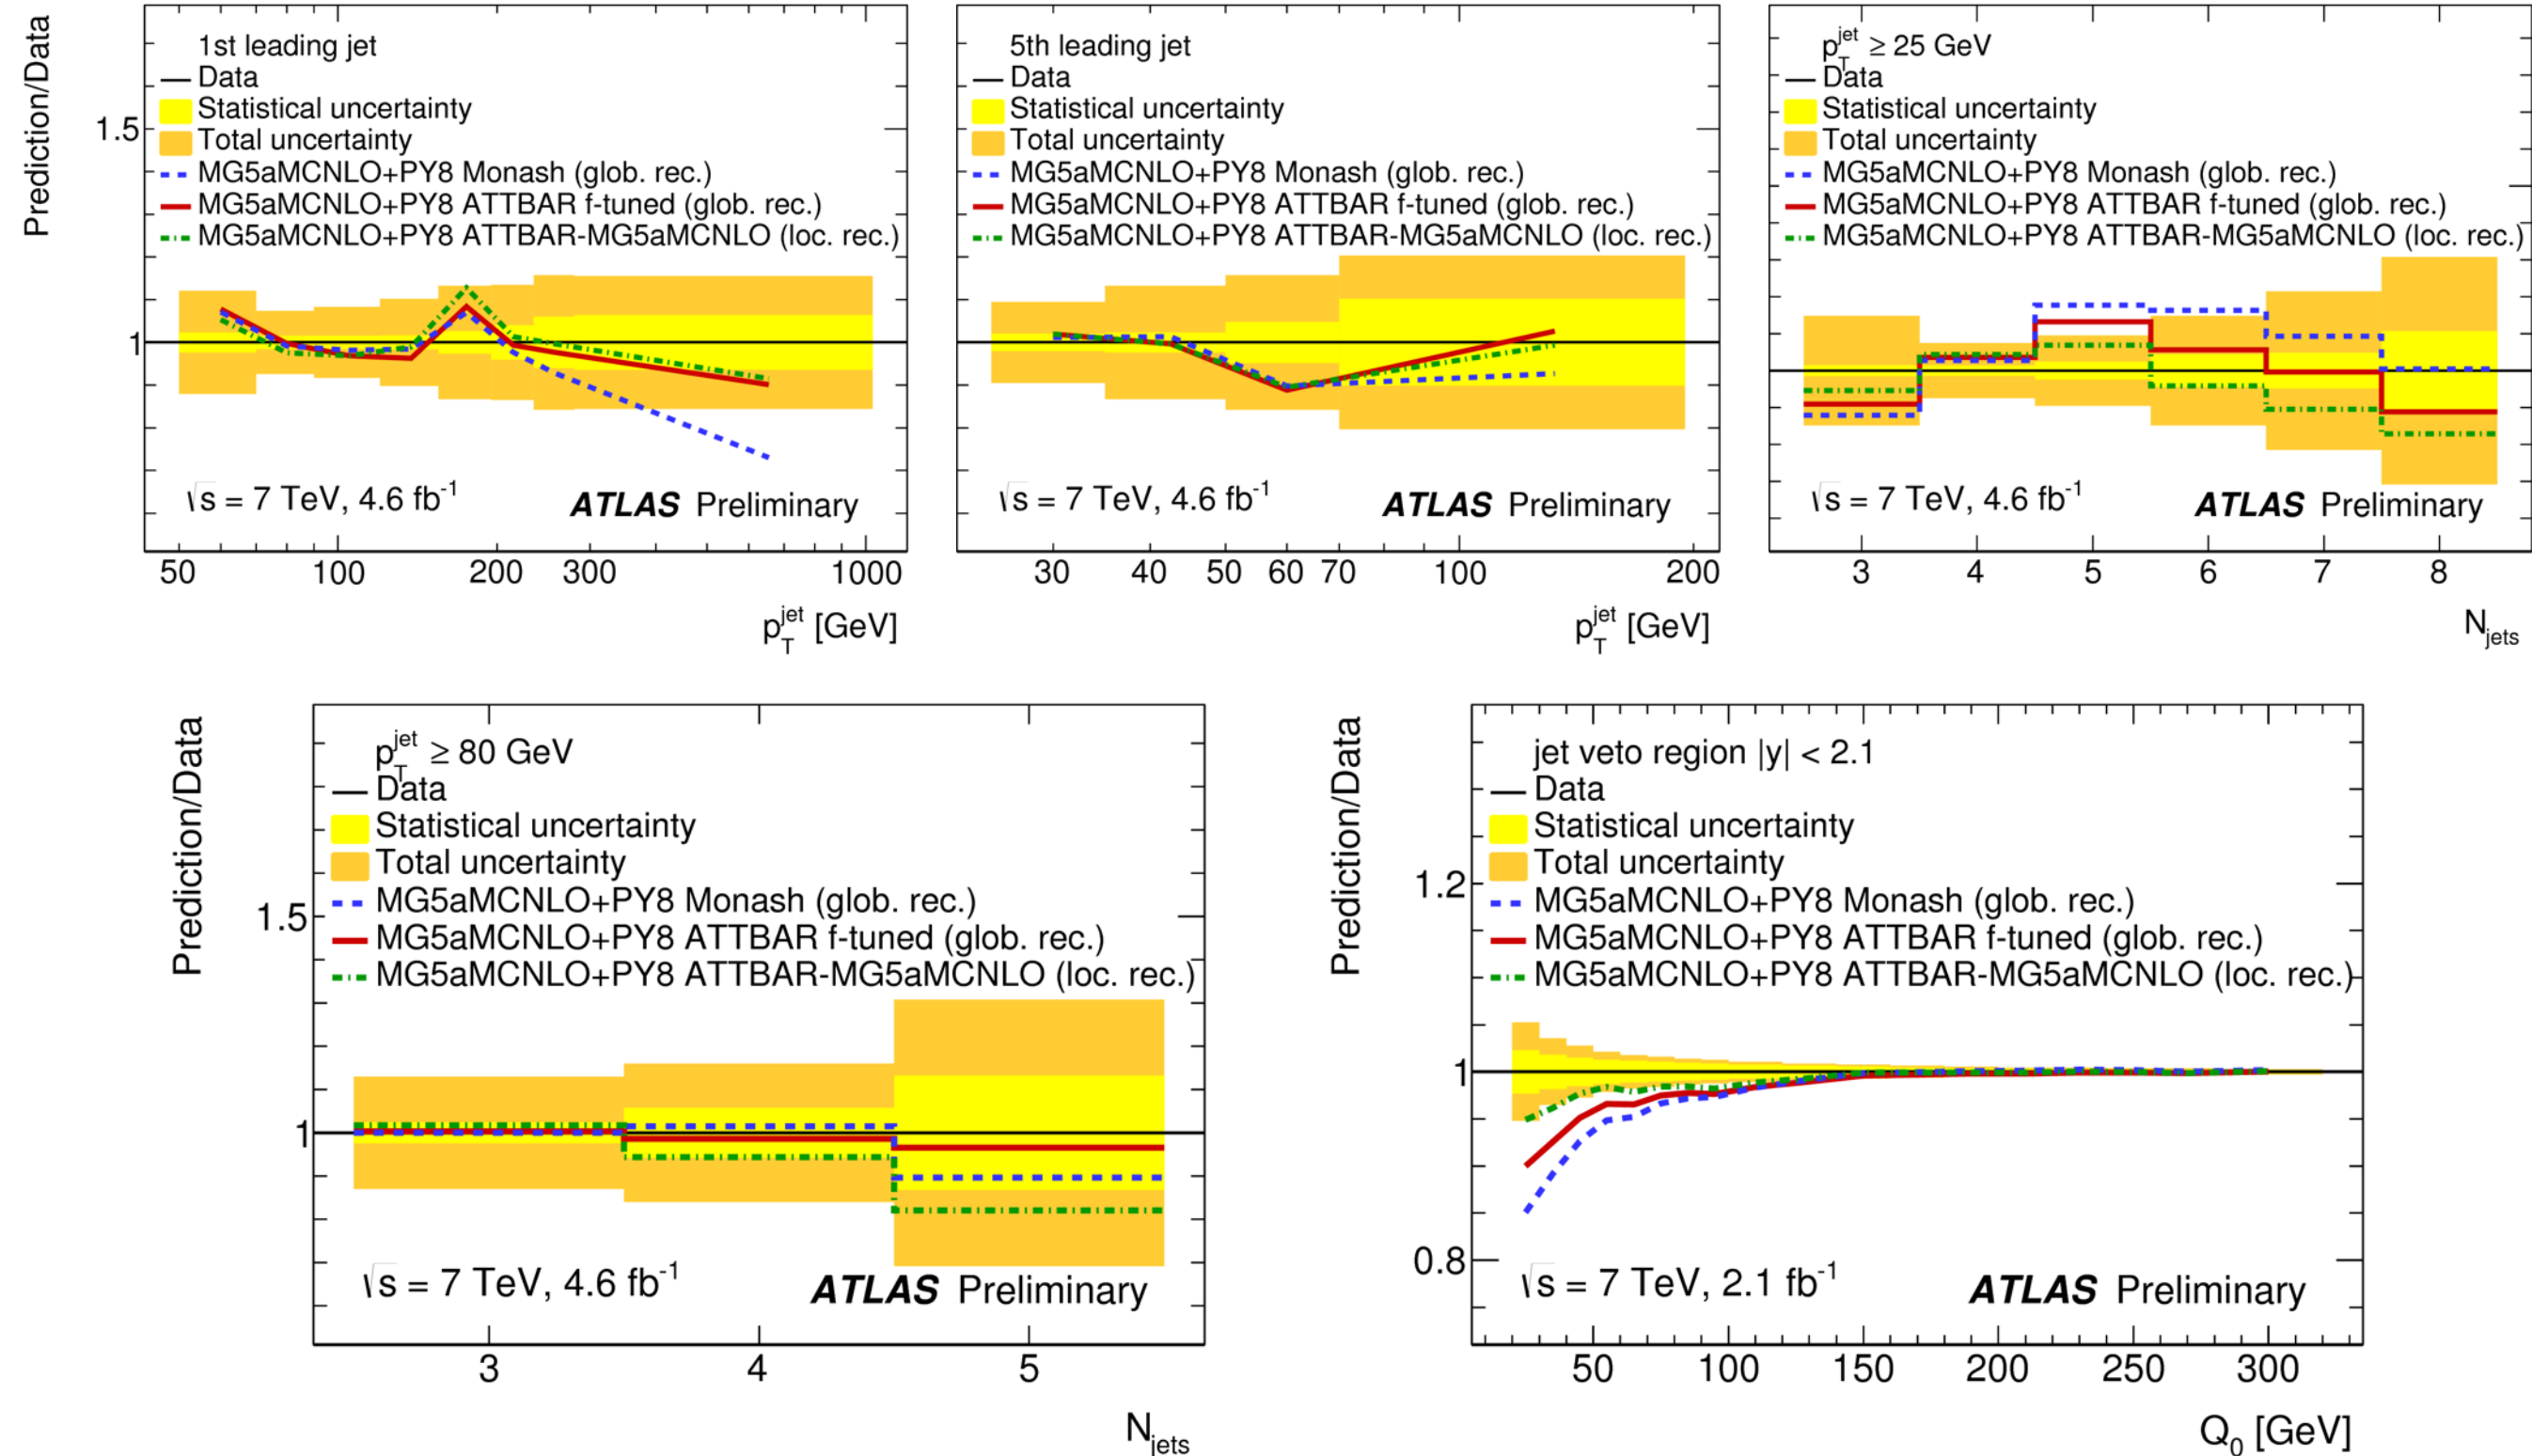 Prediction/Data
1st leading jet
Data
Statistical uncertainty
Total uncertainty
MG5aMCNLO+PY8 Monash (glob. rec.)
MG5aMCNLO+PY8 ATTBAR f-tuned (glob. rec.)
MG5aMCNLO+PY8 ATTBAR-MG5aMCNLO (loc. rec.)
1.5
1
√s = 7 TeV, 4.6 fb⁻¹
ATLAS Preliminary
50 100 200 300 1000
p_T^jet [GeV]
5th leading jet
Data
Statistical uncertainty
Total uncertainty
MG5aMCNLO+PY8 Monash (glob. rec.)
MG5aMCNLO+PY8 ATTBAR f-tuned (glob. rec.)
MG5aMCNLO+PY8 ATTBAR-MG5aMCNLO (loc. rec.)
√s = 7 TeV, 4.6 fb⁻¹
ATLAS Preliminary
30 40 50 60 70 100 200
p_T^jet [GeV]
p_T^jet ≥ 25 GeV
Data
Statistical uncertainty
Total uncertainty
MG5aMCNLO+PY8 Monash (glob. rec.)
MG5aMCNLO+PY8 ATTBAR f-tuned (glob. rec.)
MG5aMCNLO+PY8 ATTBAR-MG5aMCNLO (loc. rec.)
√s = 7 TeV, 4.6 fb⁻¹
ATLAS Preliminary
3 4 5 6 7 8
N_jets
Prediction/Data
p_T^jet ≥ 80 GeV
Data
Statistical uncertainty
Total uncertainty
MG5aMCNLO+PY8 Monash (glob. rec.)
MG5aMCNLO+PY8 ATTBAR f-tuned (glob. rec.)
MG5aMCNLO+PY8 ATTBAR-MG5aMCNLO (loc. rec.)
1.5
1
√s = 7 TeV, 4.6 fb⁻¹
ATLAS Preliminary
3 4 5
N_jets
Prediction/Data
jet veto region |y| < 2.1
Data
Statistical uncertainty
Total uncertainty
MG5aMCNLO+PY8 Monash (glob. rec.)
MG5aMCNLO+PY8 ATTBAR f-tuned (glob. rec.)
MG5aMCNLO+PY8 ATTBAR-MG5aMCNLO (loc. rec.)
1.2
1
0.8
√s = 7 TeV, 2.1 fb⁻¹
ATLAS Preliminary
50 100 150 200 250 300
Q₀ [GeV]